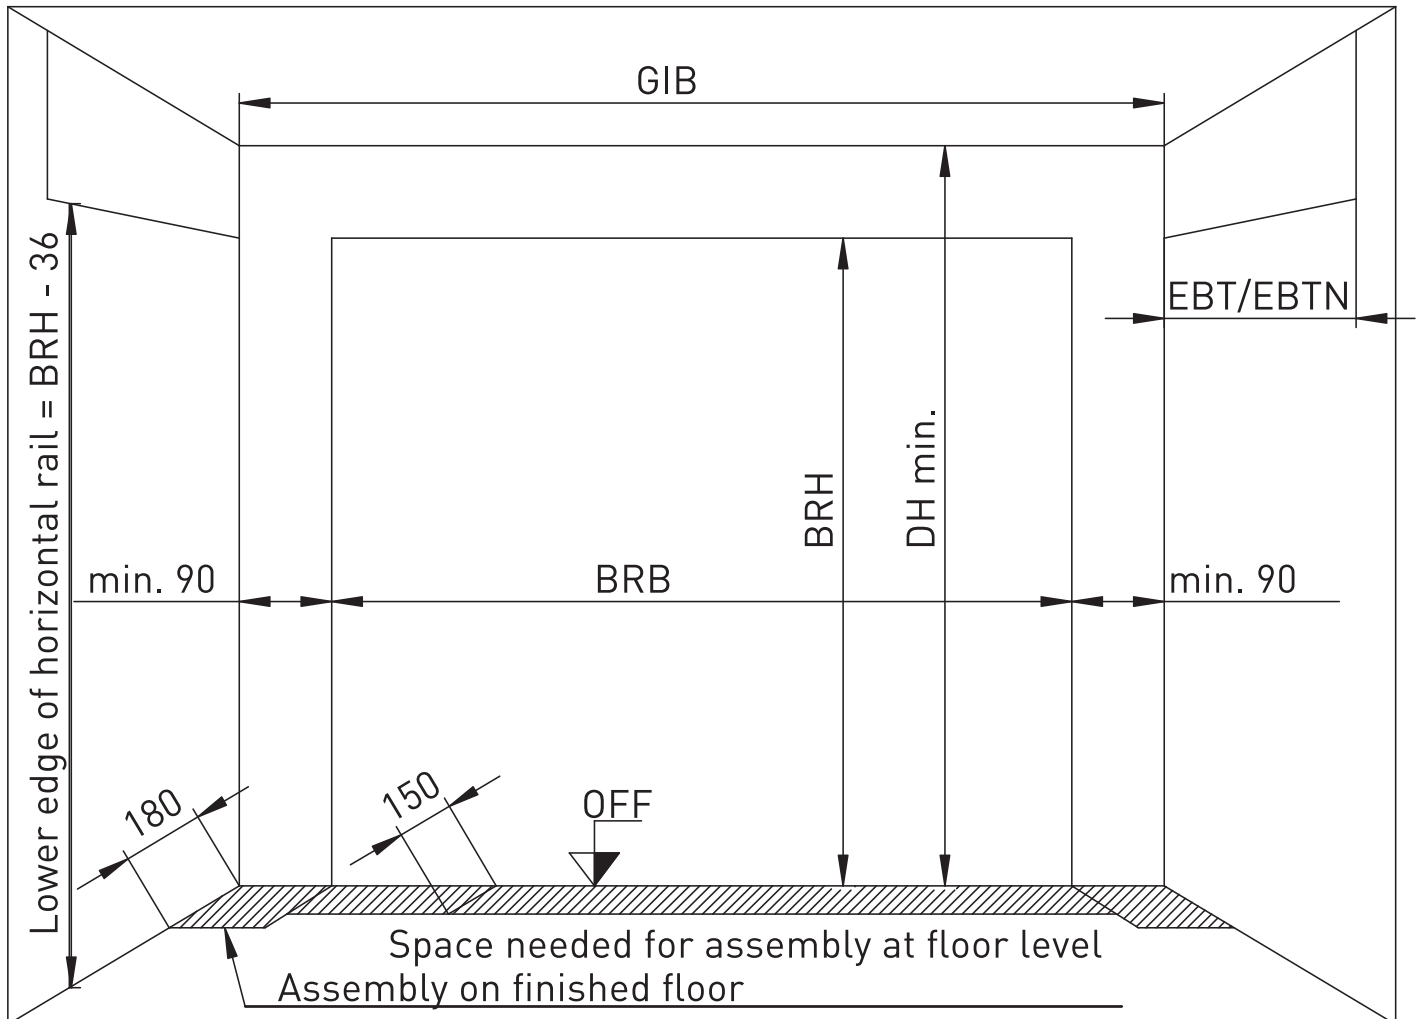 GIB
EBT/EBTN
Lower edge of horizontal rail = BRH - 36
BRH
DH min.
min. 90
BRB
min. 90
180
150
OFF
Space needed for assembly at floor level
Assembly on finished floor